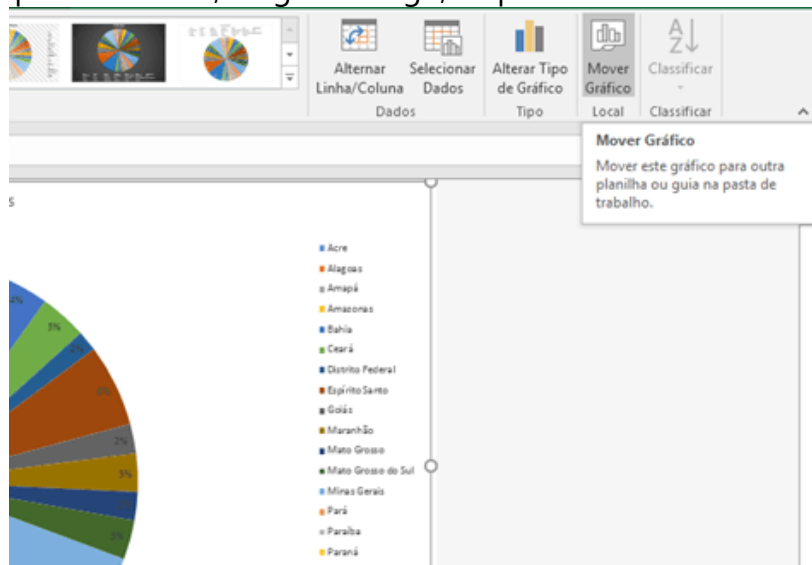 Alternar
Linha/Coluna
Selecionar
Dados
Alterar Tipo
de Gráfico
Mover
Gráfico
Classificar
Dados
Tipo
Local
Classificar
Mover Gráfico
Mover este gráfico para outra
planilha ou guia na pasta de
trabalho.
s
Acre
Alagoas
Amapá
Amazonas
Bahia
Ceará
Distrito Federal
Espírito Santo
Goiás
Maranhão
Mato Grosso
Mato Grosso do Sul
Minas Gerais
Pará
Paraíba
Paraná
5%
2%
3%